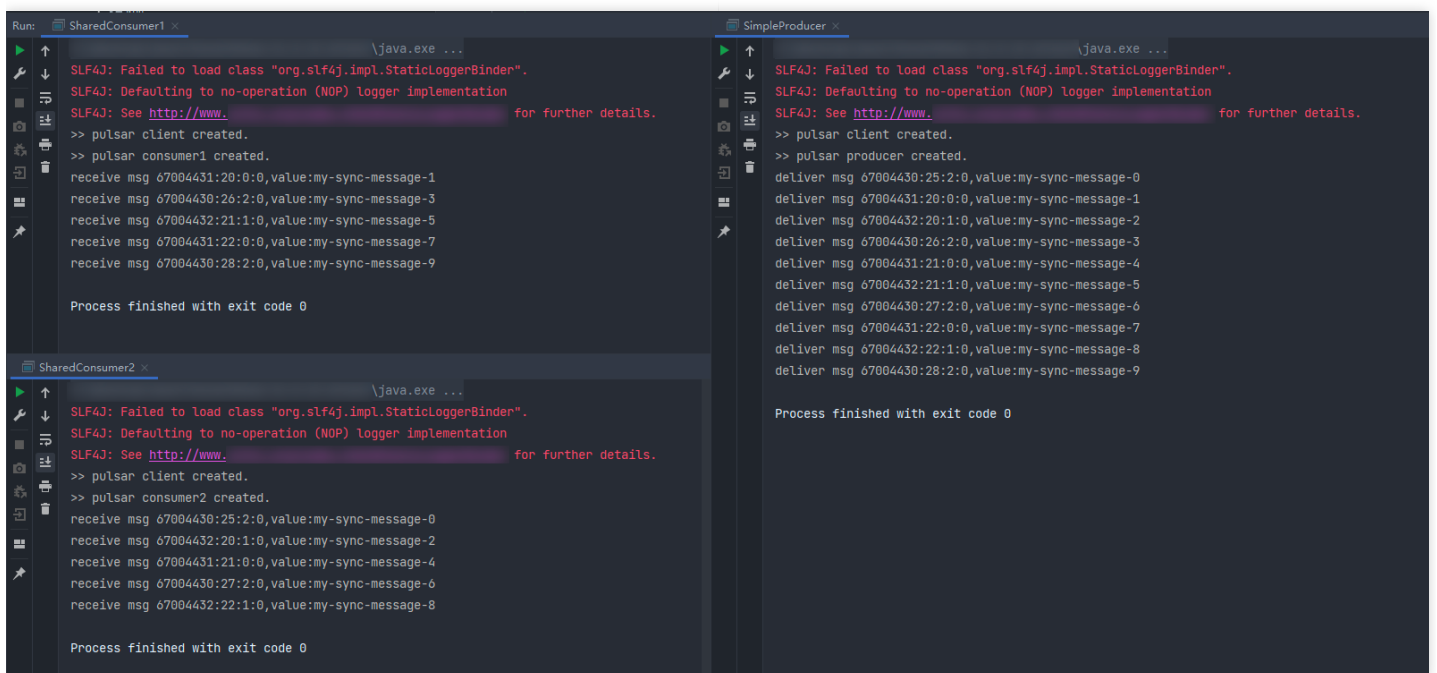 Run: SharedConsumer1 ×
\java.exe ...
SLF4J: Failed to load class "org.slf4j.impl.StaticLoggerBinder".
SLF4J: Defaulting to no-operation (NOP) logger implementation
SLF4J: See http://www. for further details.
>> pulsar client created.
>> pulsar consumer1 created.
receive msg 67004431:20:0:0,value:my-sync-message-1
receive msg 67004430:26:2:0,value:my-sync-message-3
receive msg 67004432:21:1:0,value:my-sync-message-5
receive msg 67004431:22:0:0,value:my-sync-message-7
receive msg 67004430:28:2:0,value:my-sync-message-9
Process finished with exit code 0
SharedConsumer2 ×
\java.exe ...
SLF4J: Failed to load class "org.slf4j.impl.StaticLoggerBinder".
SLF4J: Defaulting to no-operation (NOP) logger implementation
SLF4J: See http://www. for further details.
>> pulsar client created.
>> pulsar consumer2 created.
receive msg 67004430:25:2:0,value:my-sync-message-0
receive msg 67004432:20:1:0,value:my-sync-message-2
receive msg 67004431:21:0:0,value:my-sync-message-4
receive msg 67004430:27:2:0,value:my-sync-message-6
receive msg 67004432:22:1:0,value:my-sync-message-8
Process finished with exit code 0
SimpleProducer ×
\java.exe ...
SLF4J: Failed to load class "org.slf4j.impl.StaticLoggerBinder".
SLF4J: Defaulting to no-operation (NOP) logger implementation
SLF4J: See http://www. for further details.
>> pulsar client created.
>> pulsar producer created.
deliver msg 67004430:25:2:0,value:my-sync-message-0
deliver msg 67004431:20:0:0,value:my-sync-message-1
deliver msg 67004432:20:1:0,value:my-sync-message-2
deliver msg 67004430:26:2:0,value:my-sync-message-3
deliver msg 67004431:21:0:0,value:my-sync-message-4
deliver msg 67004432:21:1:0,value:my-sync-message-5
deliver msg 67004430:27:2:0,value:my-sync-message-6
deliver msg 67004431:22:0:0,value:my-sync-message-7
deliver msg 67004432:22:1:0,value:my-sync-message-8
deliver msg 67004430:28:2:0,value:my-sync-message-9
Process finished with exit code 0